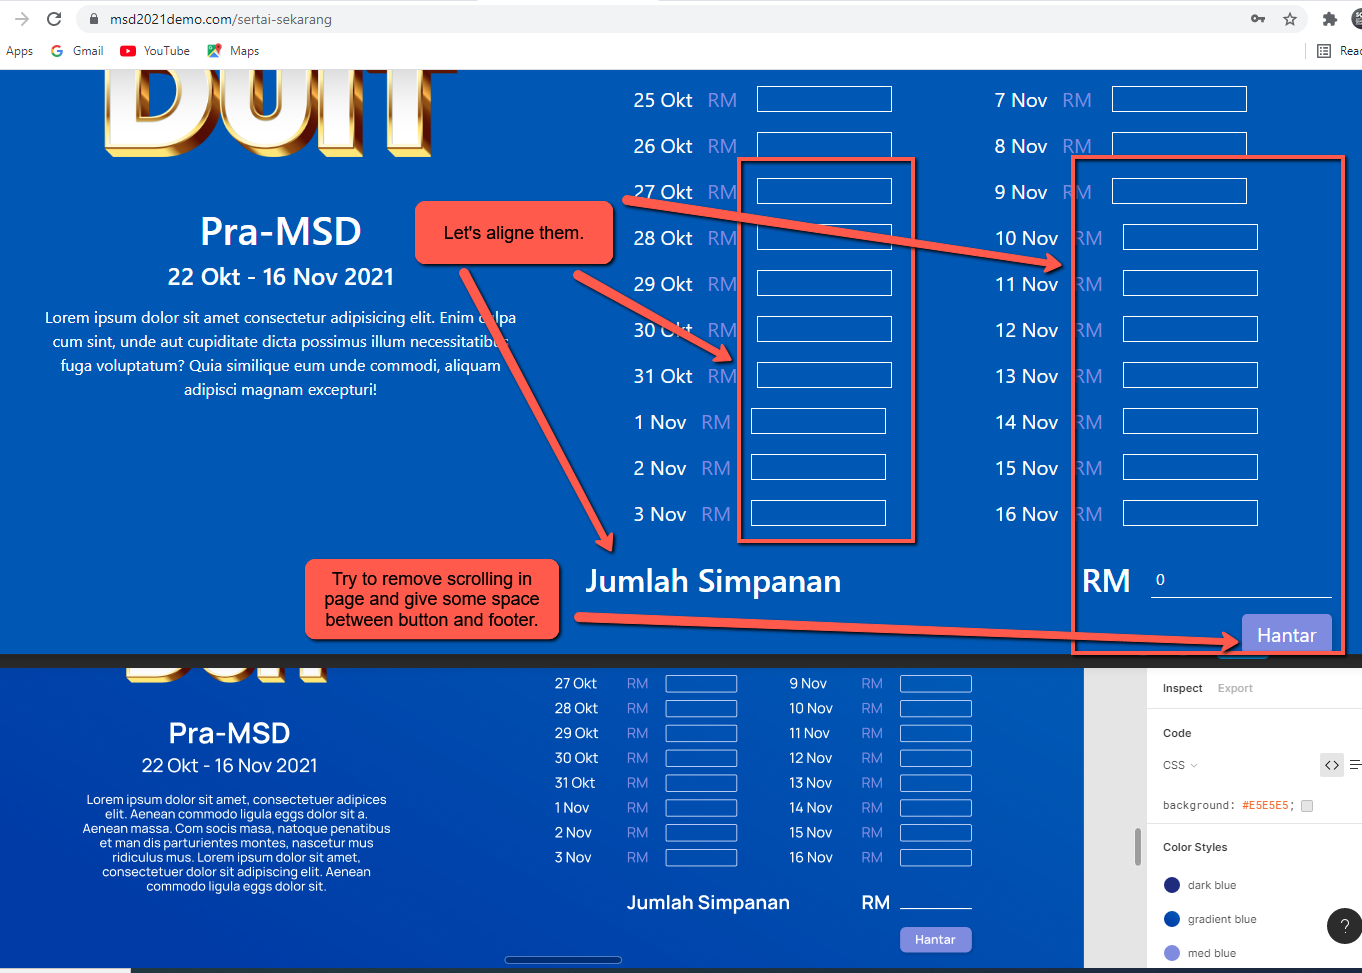 msd2021demo.com/sertai-sekarang
Apps Gmail YouTube Maps
DUIT
25 Okt RM 7 Nov RM
26 Okt RM 8 Nov RM
27 Okt RM 9 Nov RM
28 Okt RM 10 Nov RM
29 Okt RM 11 Nov RM
30 Okt RM 12 Nov RM
31 Okt RM 13 Nov RM
1 Nov RM 14 Nov RM
2 Nov RM 15 Nov RM
3 Nov RM 16 Nov RM
Pra-MSD
22 Okt - 16 Nov 2021
Lorem ipsum dolor sit amet consectetur adipisicing elit. Enim culpa
cum sint, unde aut cupiditate dicta possimus illum necessitatibus
fuga voluptatum? Quia similique eum unde commodi, aliquam
adipisci magnam excepturi!
Let's aligne them.
Try to remove scrolling in
page and give some space
between button and footer.
Jumlah Simpanan RM 0
Hantar
27 Okt RM 9 Nov RM
28 Okt RM 10 Nov RM
29 Okt RM 11 Nov RM
30 Okt RM 12 Nov RM
31 Okt RM 13 Nov RM
1 Nov RM 14 Nov RM
2 Nov RM 15 Nov RM
3 Nov RM 16 Nov RM
Pra-MSD
22 Okt - 16 Nov 2021
Lorem ipsum dolor sit amet, consectetuer adipices
elit. Aenean commodo ligula eggs dolor sit a.
Aenean massa. Com socis masa, natoque penatibus
et man dis parturientes montes, nascetur mus
ridiculus mus. Lorem ipsum dolor sit amet,
consectetuer dolor sit adipiscing elit. Aenean
commodo ligula eggs dolor sit.
Jumlah Simpanan RM
Hantar
Inspect Export
Code
CSS
background: #E5E5E5;
Color Styles
dark blue
gradient blue
med blue
?